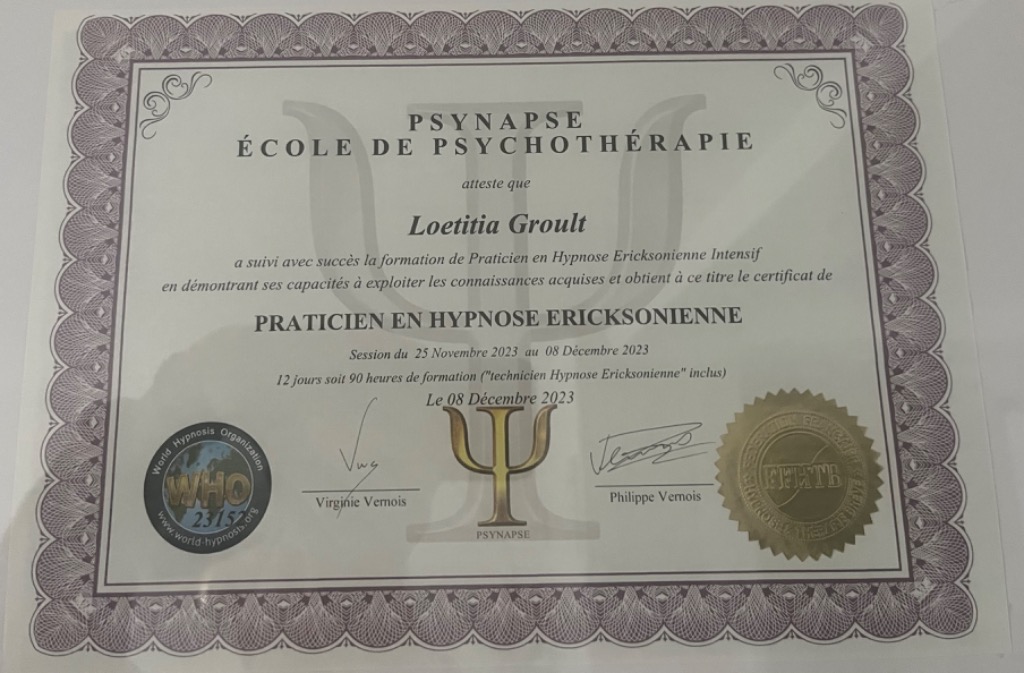 PSYNAPSE
ÉCOLE DE PSYCHOTHÉRAPIE
atteste que
Loetitia Groult
a suivi avec succès la formation de Praticien en Hypnose Ericksonienne Intensif
en démontrant ses capacités à exploiter les connaissances acquises et obtient à ce titre le certificat de
PRATICIEN EN HYPNOSE ERICKSONIENNE
Session du 25 Novembre 2023 au 08 Décembre 2023
12 jours soit 90 heures de formation ("technicien Hypnose Ericksonienne" inclus)
Le 08 Décembre 2023
World Hypnosis Organization
WHO
23152
www.world-hypnosis.org
Virginie Vernois
PSYNAPSE
Philippe Vernois